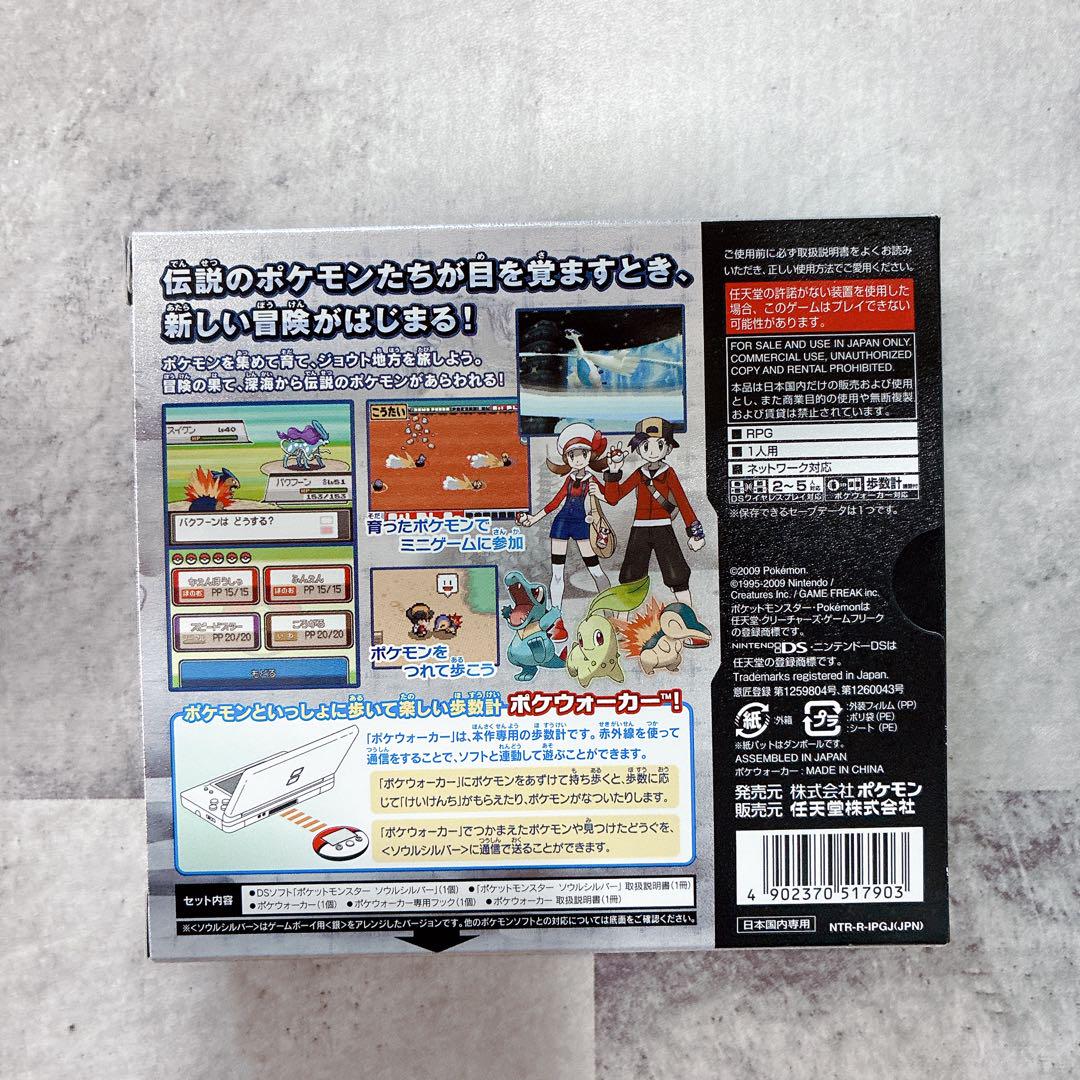 伝説のポケモンたちが目を覚ますとき、
新しい冒険がはじまる！
ポケモンを集めて育て、ジョウト地方を旅しよう。
冒険の果て、深海から伝説のポケモンがあらわれる！
スイクン Lv40
HP
バクフーン ♂Lv51
HP
153/153
バクフーンは どうする？
ふんえん
ほのお PP 15/15
スピードスター
ノーマル PP 20/20
ころがる
いわ PP 20/20
もどる
こうたい
育ったポケモンで
ミニゲームに参加
ポケモンを
つれて歩こう
ポケモンといっしょに歩いて楽しい歩数計 ポケウォーカー™！
「ポケウォーカー」は、本作専用の歩数計です。赤外線を使って
通信をすることで、ソフトと連動して遊ぶことができます。
「ポケウォーカー」にポケモンをあずけて持ち歩くと、歩数に応
じて「けいけんち」がもらえたり、ポケモンがなついたりします。
「ポケウォーカー」でつかまえたポケモンや見つけたどうぐを、
<ソウルシルバー>に通信で送ることができます。
セット内容
●DSソフト「ポケットモンスター ソウルシルバー」(1個) ●「ポケットモンスター ソウルシルバー」 取扱説明書(1冊)
●ポケウォーカー(1個) ●ポケウォーカー専用フック(1個) ●ポケウォーカー 取扱説明書(1冊)
※<ソウルシルバー>はゲームボーイ用<銀>をアレンジしたバージョンです。他のポケモンソフトとの対応については底面をご確認ください。
ご使用前に必ず取扱説明書をよくお読み
いただき、正しい使用方法でご愛用ください。
任天堂の許諾がない装置を使用した
場合、このゲームはプレイできない
可能性があります。
FOR SALE AND USE IN JAPAN ONLY.
COMMERCIAL USE, UNAUTHORIZED
COPY AND RENTAL PROHIBITED.
本品は日本国内だけの販売および使用
とし、また商業目的の使用や無断複製
および賃貸は禁止されています。
■RPG
■1人用
■ネットワーク対応
2～5人対応
DSワイヤレスプレイ対応
歩数計
ポケウォーカー対応
※保存できるセーブデータは1つです。
©2009 Pokémon.
©1995-2009 Nintendo /
Creatures Inc. / GAME FREAK inc.
ポケットモンスター・Pokémonは
任天堂・クリーチャーズ・ゲームフリーク
の登録商標です。
NINTENDO DS・ニンテンドーDSは
任天堂の登録商標です。
Trademarks registered in Japan.
意匠登録 第1259804号、第1260043号
紙 :外箱
プラ :外装フィルム (PP)
:ポリ袋 (PE)
:シート (PE)
※紙パットはダンボールです。
ASSEMBLED IN JAPAN
ポケウォーカー : MADE IN CHINA
発売元 株式会社ポケモン
販売元 任天堂株式会社
4 902370 517903
日本国内専用
NTR-R-IPGJ(JPN)